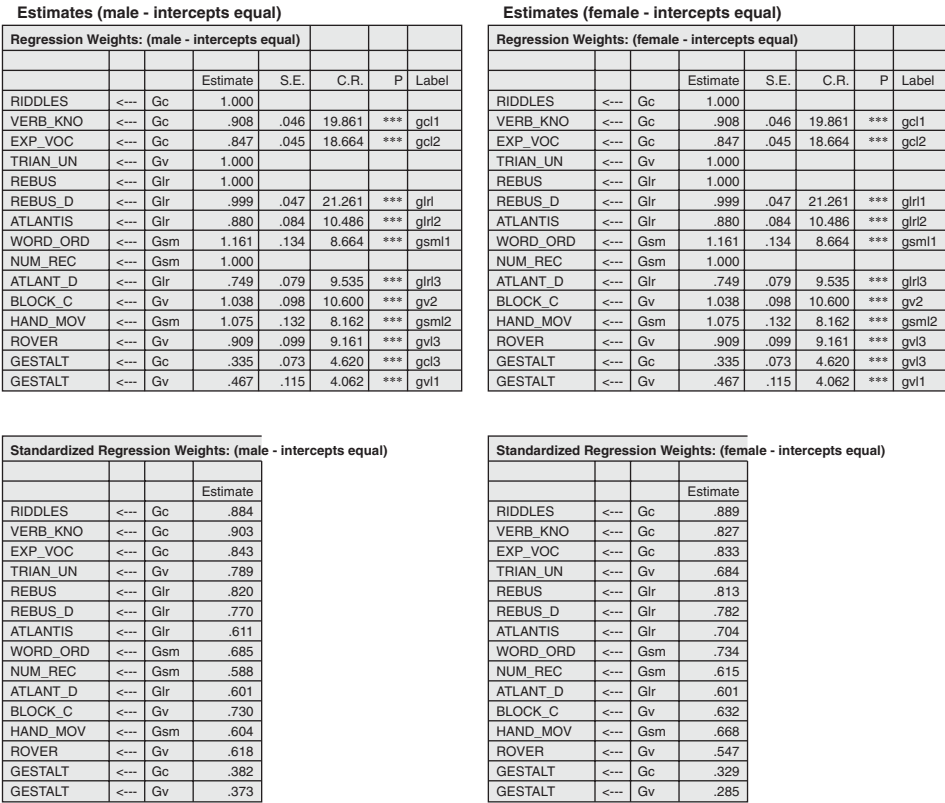 Estimates (male - intercepts equal)
Regression Weights: (male - intercepts equal)
Estimate S.E. C.R. P Label
RIDDLES <--- Gc 1.000
VERB_KNO <--- Gc .908 .046 19.861 *** gcl1
EXP_VOC <--- Gc .847 .045 18.664 *** gcl2
TRIAN_UN <--- Gv 1.000
REBUS <--- Glr 1.000
REBUS_D <--- Glr .999 .047 21.261 *** glrl
ATLANTIS <--- Glr .880 .084 10.486 *** glrl2
WORD_ORD <--- Gsm 1.161 .134 8.664 *** gsml1
NUM_REC <--- Gsm 1.000
ATLANT_D <--- Glr .749 .079 9.535 *** glrl3
BLOCK_C <--- Gv 1.038 .098 10.600 *** gv2
HAND_MOV <--- Gsm 1.075 .132 8.162 *** gsml2
ROVER <--- Gv .909 .099 9.161 *** gvl3
GESTALT <--- Gc .335 .073 4.620 *** gcl3
GESTALT <--- Gv .467 .115 4.062 *** gvl1
Estimates (female - intercepts equal)
Regression Weights: (female - intercepts equal)
Estimate S.E. C.R. P Label
RIDDLES <--- Gc 1.000
VERB_KNO <--- Gc .908 .046 19.861 *** gcl1
EXP_VOC <--- Gc .847 .045 18.664 *** gcl2
TRIAN_UN <--- Gv 1.000
REBUS <--- Glr 1.000
REBUS_D <--- Glr .999 .047 21.261 *** glrl1
ATLANTIS <--- Glr .880 .084 10.486 *** glrl2
WORD_ORD <--- Gsm 1.161 .134 8.664 *** gsml1
NUM_REC <--- Gsm 1.000
ATLANT_D <--- Glr .749 .079 9.535 *** glrl3
BLOCK_C <--- Gv 1.038 .098 10.600 *** gv2
HAND_MOV <--- Gsm 1.075 .132 8.162 *** gsml2
ROVER <--- Gv .909 .099 9.161 *** gvl3
GESTALT <--- Gc .335 .073 4.620 *** gcl3
GESTALT <--- Gv .467 .115 4.062 *** gvl1
Standardized Regression Weights: (male - intercepts equal)
Estimate
RIDDLES <--- Gc .884
VERB_KNO <--- Gc .903
EXP_VOC <--- Gc .843
TRIAN_UN <--- Gv .789
REBUS <--- Glr .820
REBUS_D <--- Glr .770
ATLANTIS <--- Glr .611
WORD_ORD <--- Gsm .685
NUM_REC <--- Gsm .588
ATLANT_D <--- Glr .601
BLOCK_C <--- Gv .730
HAND_MOV <--- Gsm .604
ROVER <--- Gv .618
GESTALT <--- Gc .382
GESTALT <--- Gv .373
Standardized Regression Weights: (female - intercepts equal)
Estimate
RIDDLES <--- Gc .889
VERB_KNO <--- Gc .827
EXP_VOC <--- Gc .833
TRIAN_UN <--- Gv .684
REBUS <--- Glr .813
REBUS_D <--- Glr .782
ATLANTIS <--- Glr .704
WORD_ORD <--- Gsm .734
NUM_REC <--- Gsm .615
ATLANT_D <--- Glr .601
BLOCK_C <--- Gv .632
HAND_MOV <--- Gsm .668
ROVER <--- Gv .547
GESTALT <--- Gc .329
GESTALT <--- Gv .285